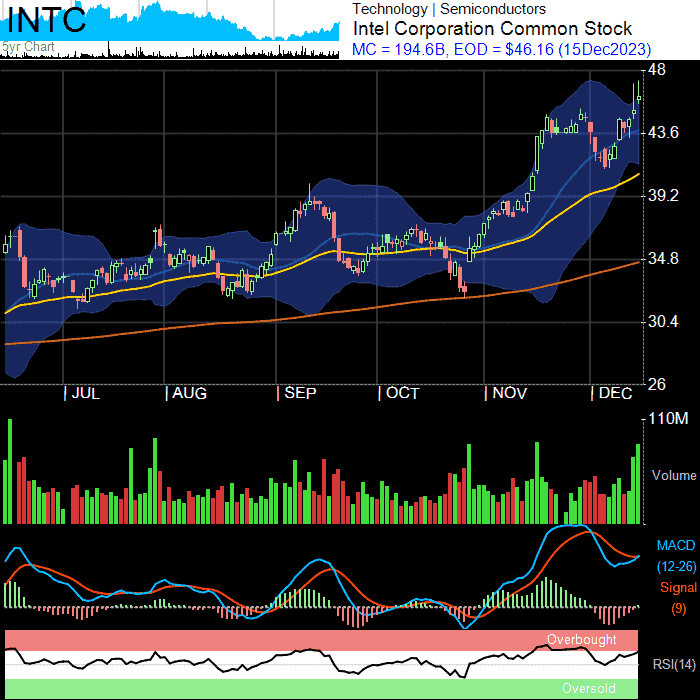 INTC
5yr Chart
Technology | Semiconductors
Intel Corporation Common Stock
MC = 194.6B, EOD = $46.16 (15Dec2023)
48
43.6
39.2
34.8
30.4
26
| JUL | AUG | SEP | OCT | NOV | DEC
110M
Volume
MACD
(12-26)
Signal
(9)
Overbought
RSI(14)
Oversold